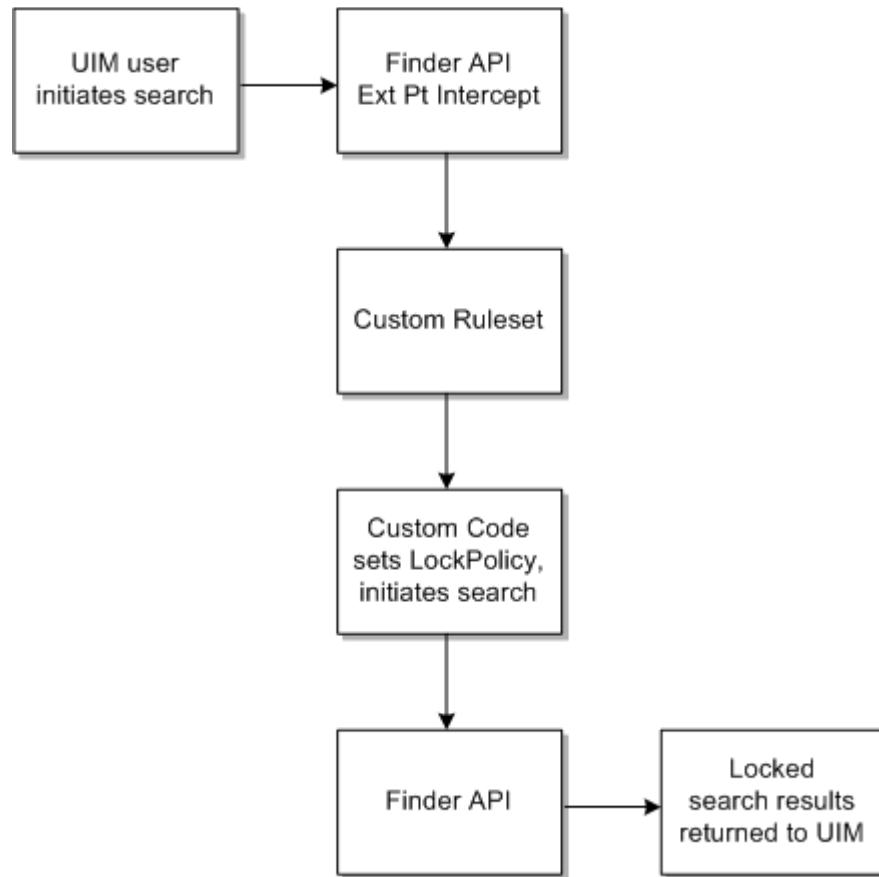 UIM user
initiates search
Finder API
Ext Pt Intercept
Custom Ruleset
Custom Code
sets LockPolicy,
initiates search
Finder API
Locked
search results
returned to UIM